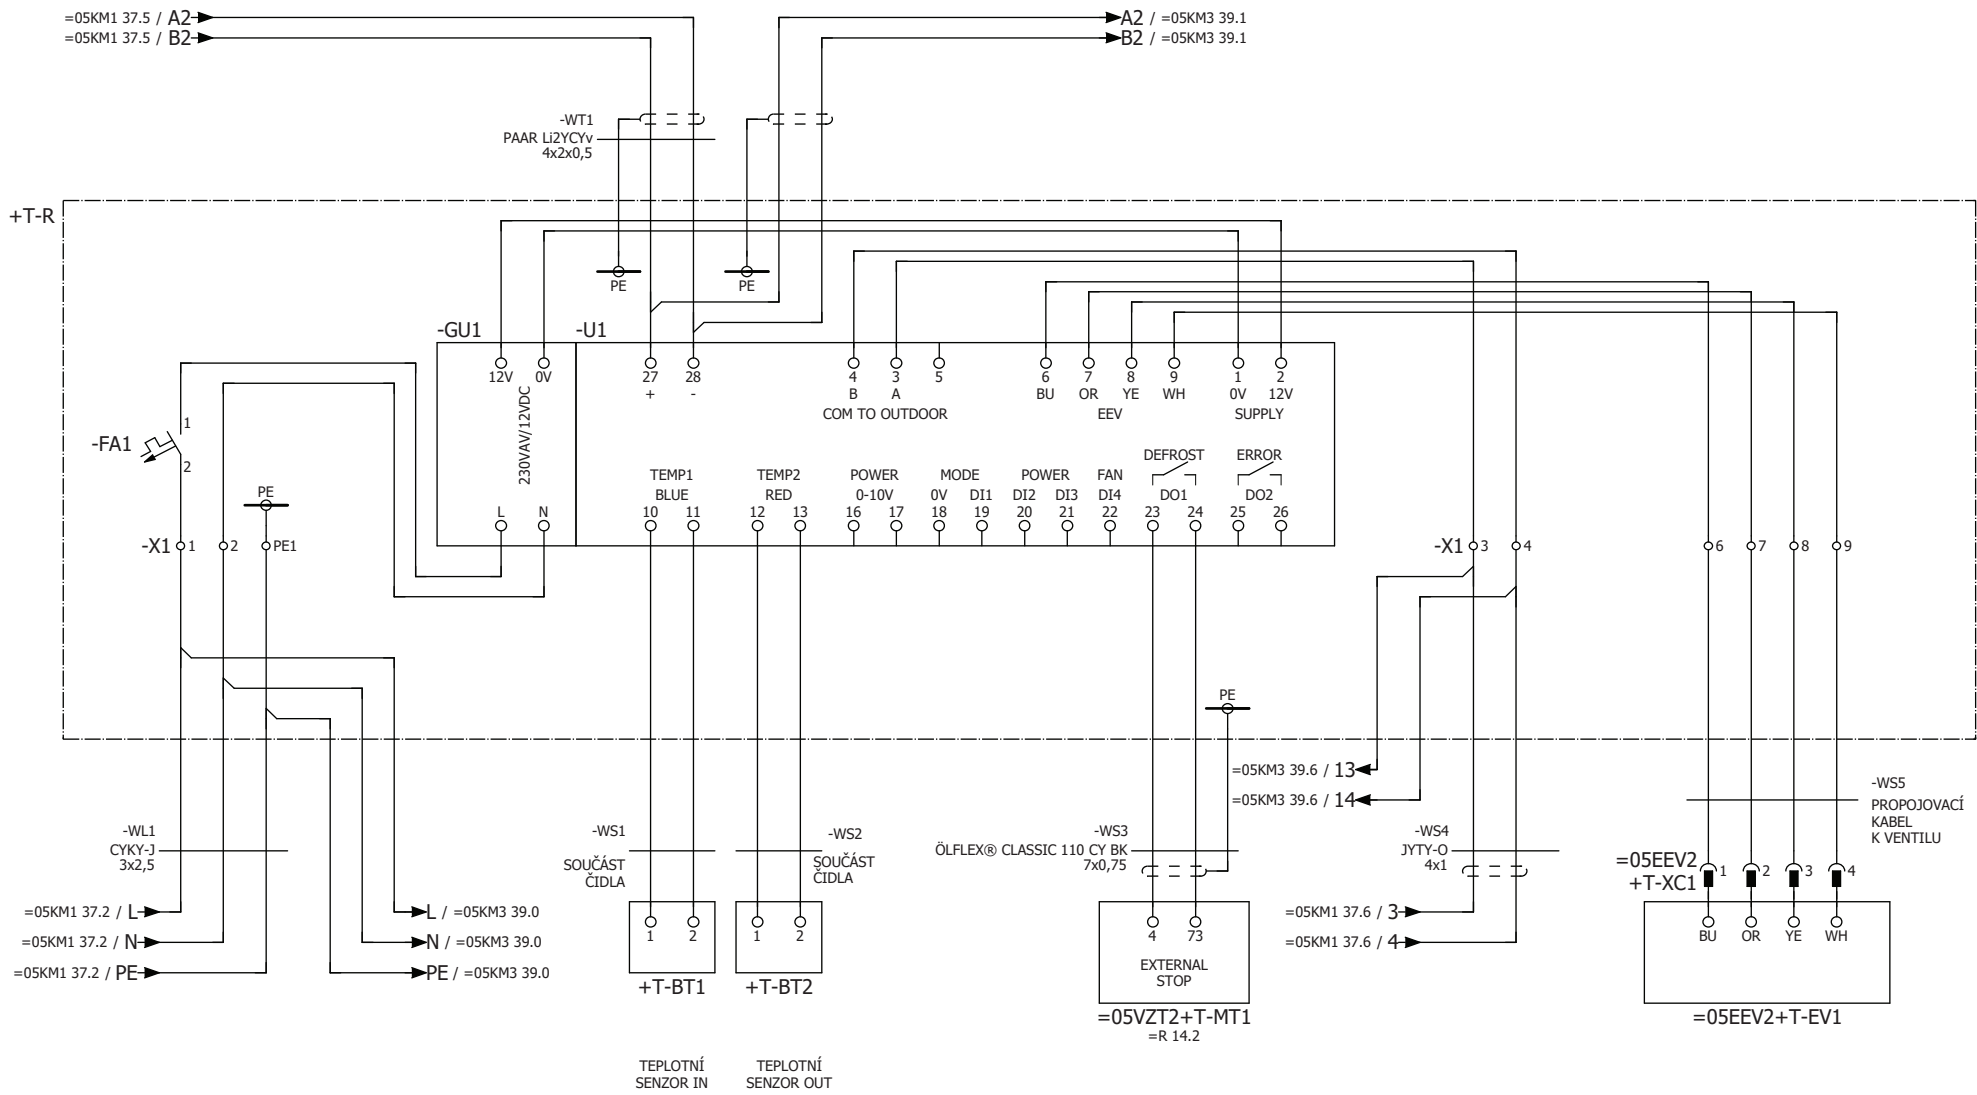 =05KM1 37.5 / A2
=05KM1 37.5 / B2
A2 / =05KM3 39.1
B2 / =05KM3 39.1
-WT1
PAAR Li2YCYv
4x2x0,5
+T-R
PE
PE
-GU1
-U1
12V
0V
230VAV/12VDC
L
N
27
+
28
-
4
B
3
A
5
COM TO OUTDOOR
6
BU
7
OR
8
YE
9
WH
EEV
1
0V
2
12V
SUPPLY
TEMP1
BLUE
10
11
TEMP2
RED
12
13
POWER
0-10V
16
17
MODE
0V
DI1
18
19
POWER
DI2
DI3
20
21
FAN
DI4
22
DEFROST
DO1
23
24
ERROR
DO2
25
26
-FA1
1
2
PE
-X1
1
2
PE1
-X1
3
4
6
7
8
9
PE
=05KM3 39.6 / 13
=05KM3 39.6 / 14
-WL1
CYKY-J
3x2,5
-WS1
SOUČÁST
ČIDLA
-WS2
SOUČÁST
ČIDLA
-WS3
ÖLFLEX® CLASSIC 110 CY BK
7x0,75
-WS4
JYTY-O
4x1
-WS5
PROPOJOVACÍ
KABEL
K VENTILU
=05EEV2
+T-XC1
1
2
3
4
=05KM1 37.2 / L
=05KM1 37.2 / N
=05KM1 37.2 / PE
L / =05KM3 39.0
N / =05KM3 39.0
PE / =05KM3 39.0
1
2
+T-BT1
1
2
+T-BT2
4
73
EXTERNAL
STOP
=05VZT2+T-MT1
=R 14.2
=05KM1 37.6 / 3
=05KM1 37.6 / 4
BU
OR
YE
WH
=05EEV2+T-EV1
TEPLOTNÍ
SENZOR IN
TEPLOTNÍ
SENZOR OUT